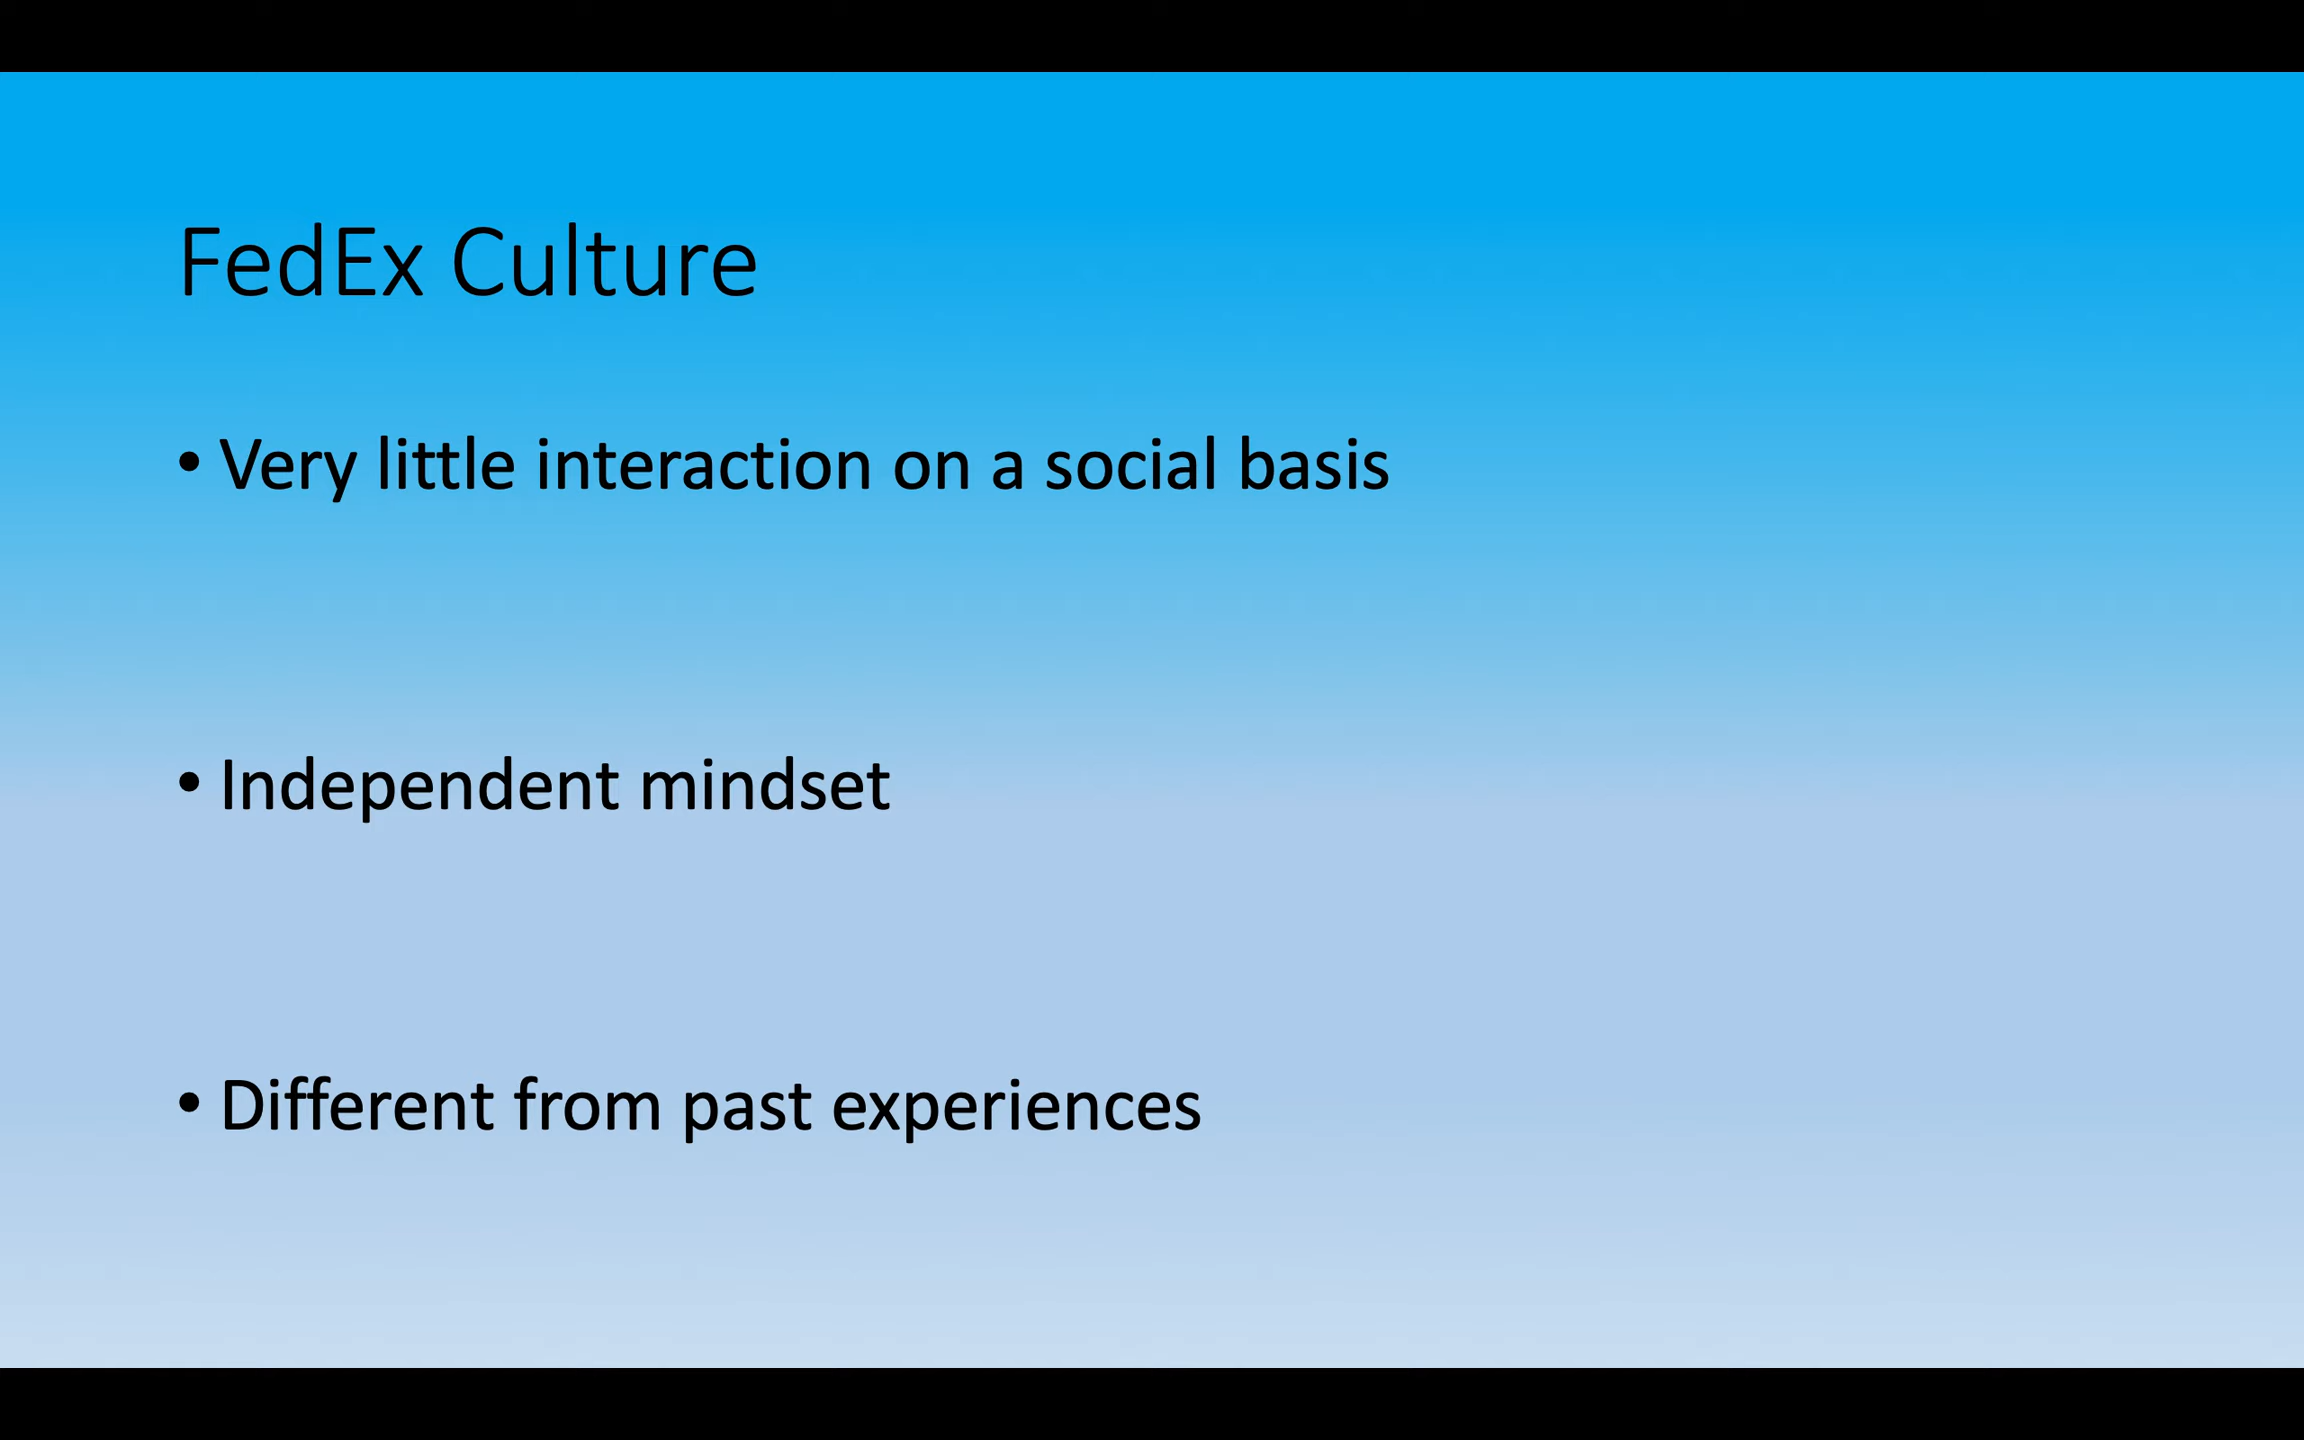 FedEx Culture
• Very little interaction on a social basis
• Independent mindset
• Different from past experiences